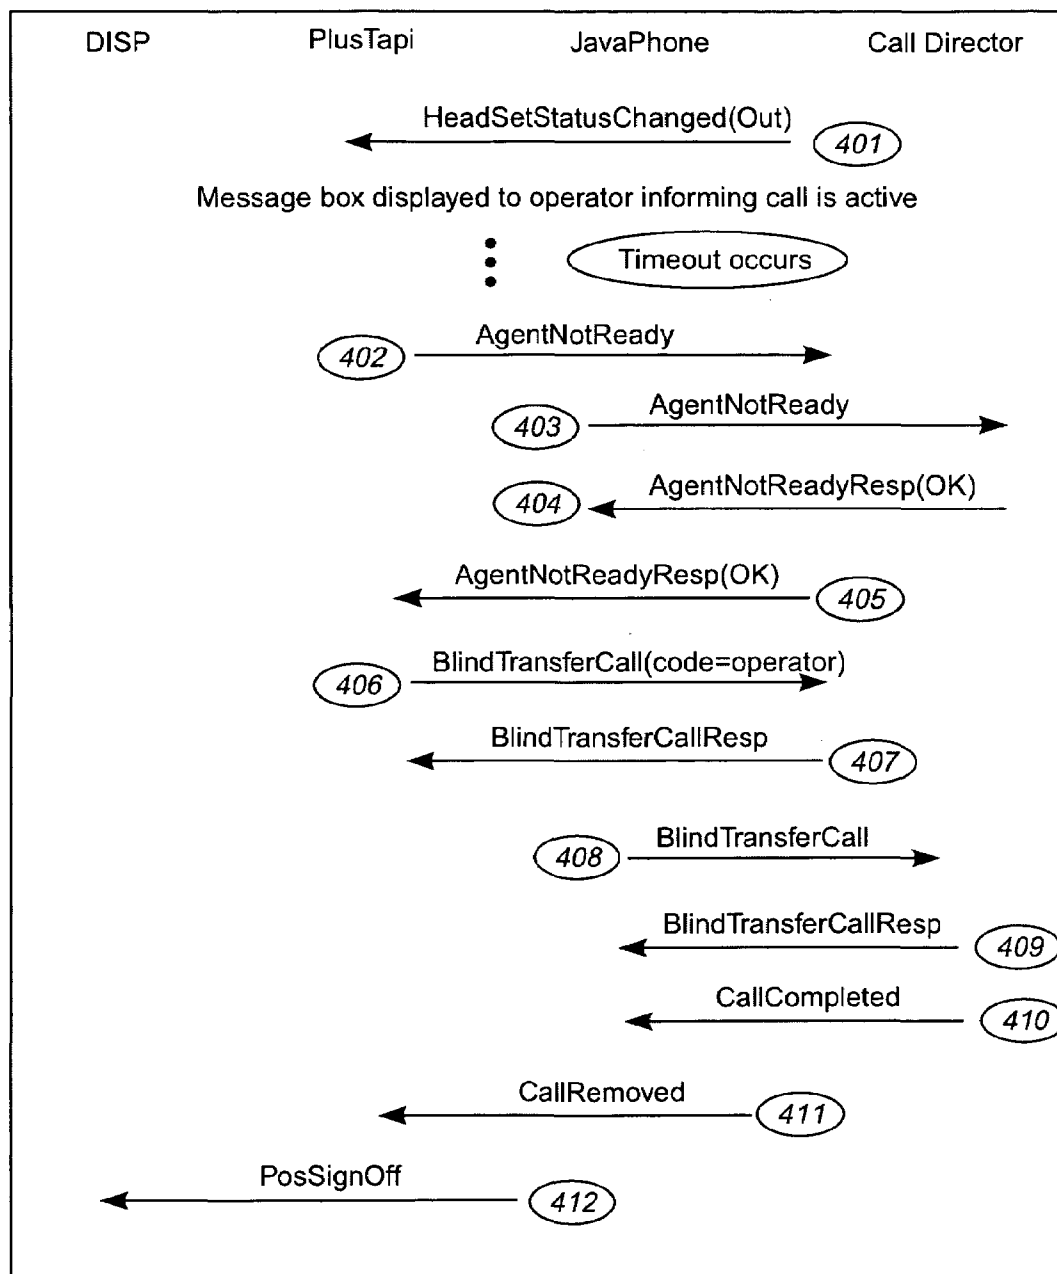 DISP PlusTapi JavaPhone Call Director
HeadSetStatusChanged(Out)
401
Message box displayed to operator informing call is active
Timeout occurs
AgentNotReady
402
AgentNotReady
403
AgentNotReadyResp(OK)
404
AgentNotReadyResp(OK)
405
BlindTransferCall(code=operator)
406
BlindTransferCallResp
407
BlindTransferCall
408
BlindTransferCallResp
409
CallCompleted
410
CallRemoved
411
PosSignOff
412